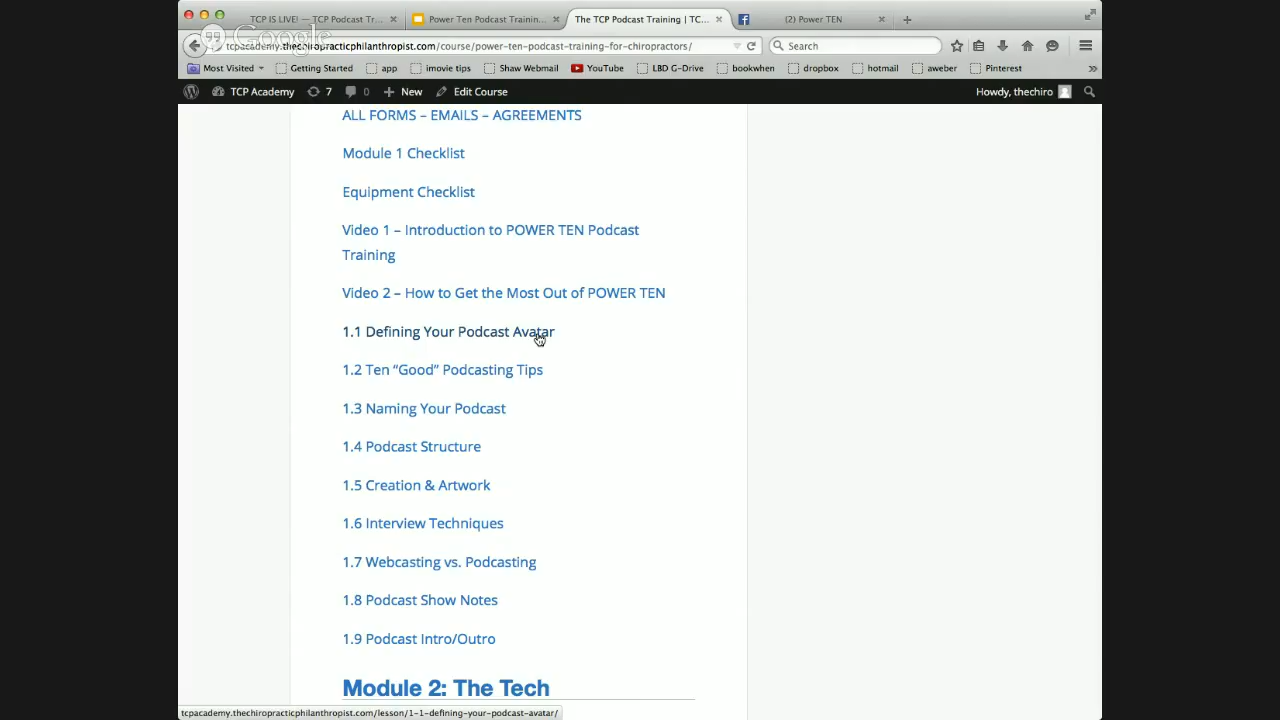 TCP IS LIVE! — TCP Podcast Tr...
Power Ten Podcast Trainin...
The TCP Podcast Training | TC...
(2) Power TEN
Google
tcpacademy.thechiropracticphilanthropist.com/course/power-ten-podcast-training-for-chiropractors/
Search
Most Visited
Getting Started
app
imovie tips
Shaw Webmail
YouTube
LBD G-Drive
bookwhen
dropbox
hotmail
aweber
Pinterest
TCP Academy
7
0
New
Edit Course
Howdy, thechiro
ALL FORMS – EMAILS – AGREEMENTS
Module 1 Checklist
Equipment Checklist
Video 1 – Introduction to POWER TEN Podcast
Training
Video 2 – How to Get the Most Out of POWER TEN
1.1 Defining Your Podcast Avatar
1.2 Ten “Good” Podcasting Tips
1.3 Naming Your Podcast
1.4 Podcast Structure
1.5 Creation & Artwork
1.6 Interview Techniques
1.7 Webcasting vs. Podcasting
1.8 Podcast Show Notes
1.9 Podcast Intro/Outro
Module 2: The Tech
tcpacademy.thechiropracticphilanthropist.com/lesson/1-1-defining-your-podcast-avatar/